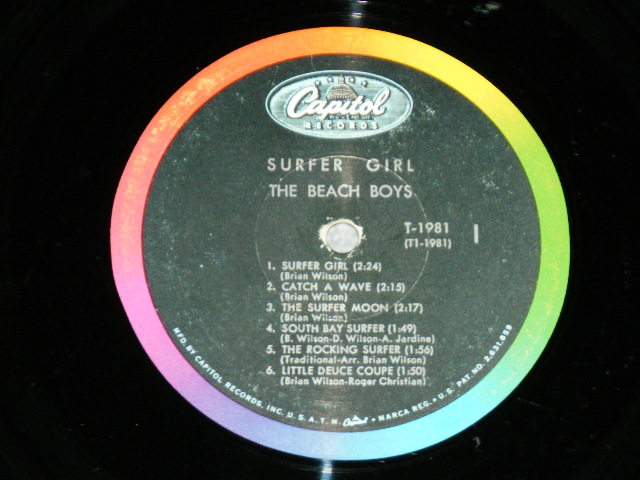 Capitol
RECORDS
SURFER GIRL
THE BEACH BOYS
T-1981
(T1-1981)
1
1. SURFER GIRL (2:24)
(Brian Wilson)
2. CATCH A WAVE (2:15)
(Brian Wilson)
3. THE SURFER MOON (2:17)
(Brian Wilson)
4. SOUTH BAY SURFER (1:49)
(B. Wilson-D. Wilson-A. Jardine)
5. THE ROCKING SURFER (1:56)
(Traditional-Arr. Brian Wilson)
6. LITTLE DEUCE COUPE (1:50)
(Brian Wilson-Roger Christian)
MFD. BY CAPITOL RECORDS, INC. U.S.A. T.M. Capitol • MARCA REG. • U.S. PAT. NO. 2,631,859